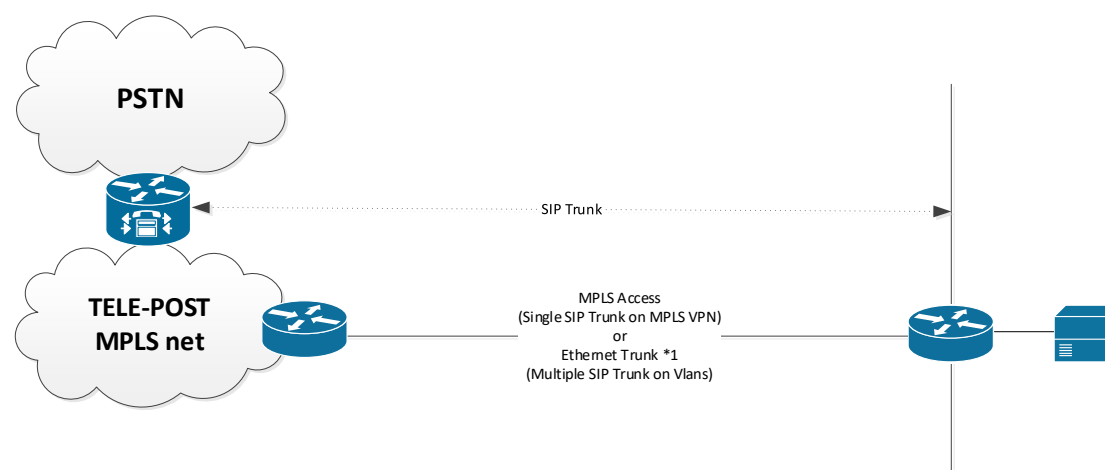 PSTN
SIP Trunk
TELE-POST
MPLS net
MPLS Access
(Single SIP Trunk on MPLS VPN)
or
Ethernet Trunk *1
(Multiple SIP Trunk on Vlans)